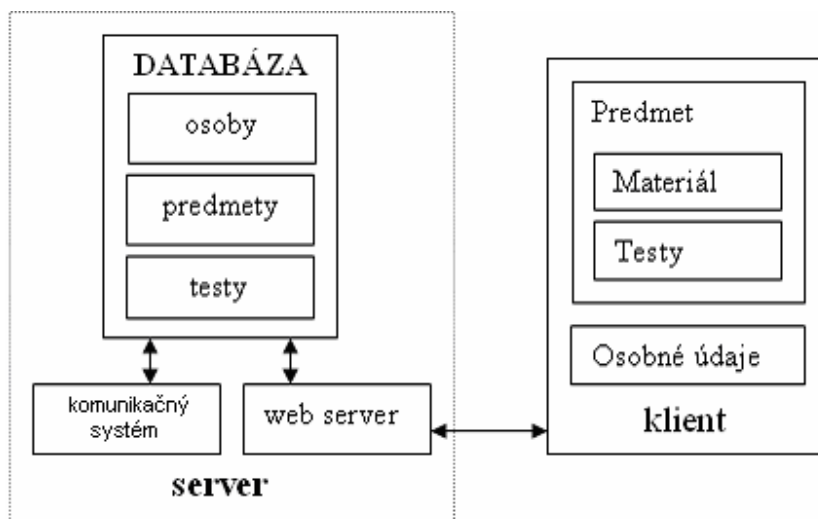 DATABÁZA
osoby
predmety
testy
komunikačný
systém
web server
server
Predmet
Materiál
Testy
Osobné údaje
klient